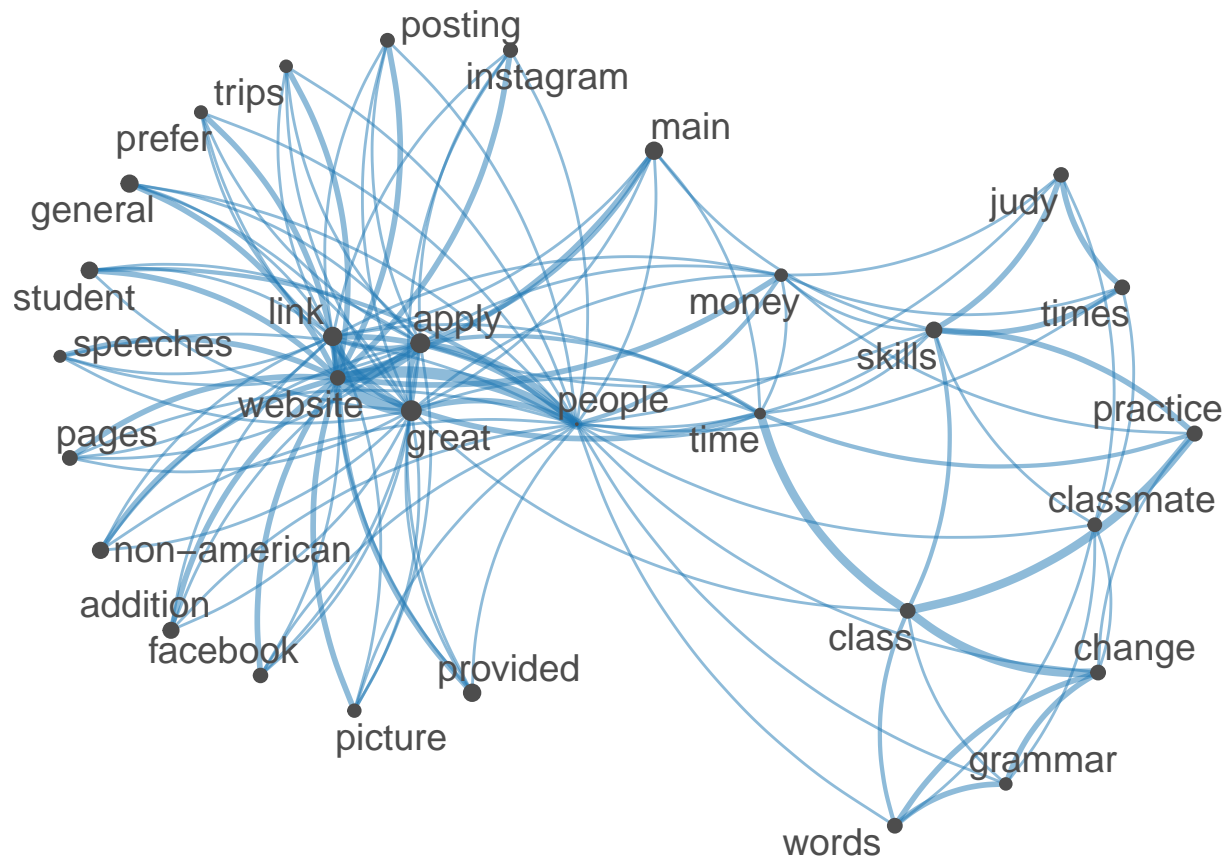 posting
instagram
trips
main
prefer
judy
general
student
link
apply
money
times
speeches
skills
website
people
practice
pages
great
time
classmate
non−american
addition
facebook
class
change
provided
picture
grammar
words